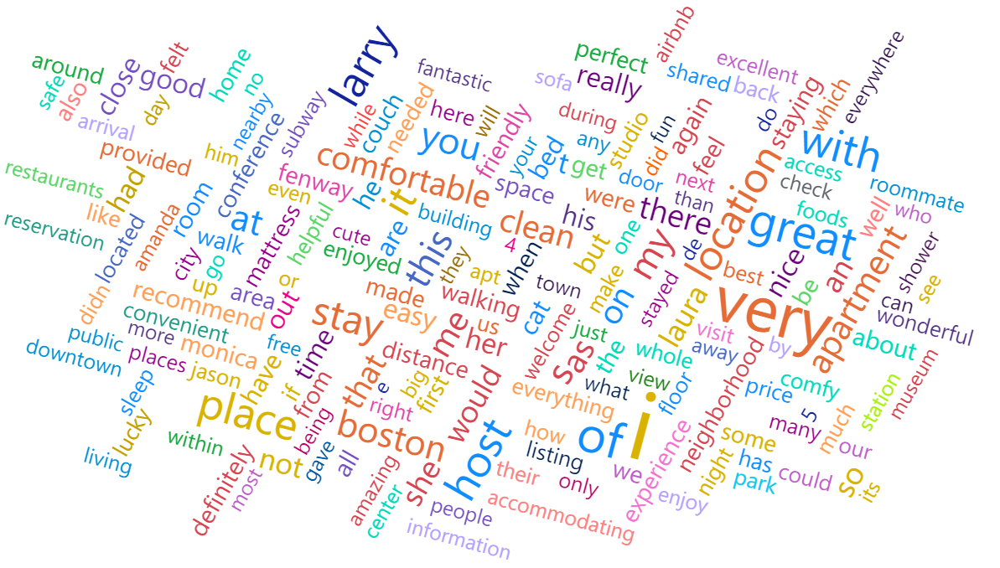 larry
airbnb
everywhere
felt
home
around
close
good
safe
also
no
perfect
excellent
fantastic
really
sofa
shared
back
staying
which
day
nearby
subway
while
couch
needed
here
will
during
again
do
arrival
conference
you
friendly
your
any
studio
fun
with
provided
him
comfortable
bed
t
get
did
feel
access
restaurants
had
fenway
he
it
space
door
next
location
check
roommate
like
room
even
were
than
there
foods
well
who
reservation
located
amanda
at
mattress
helpful
are
building
clean
his
one
my
de
great
apartment
shower
walk
cute
enjoyed
this
they
4
when
but
make
best
nice
an
see
city
go
up
or
apt
town
on
stayed
be
can
wonderful
didn
recommend
area
out
made
walking
cat
laura
very
convenient
stay
easy
us
just
visit
about
public
more
monica
free
time
me
her
welcome
sas
the
whole
away
by
downtown
places
jason
have
if
that
distance
would
what
view
neighborhood
comfy
station
museum
sleep
place
from
e
big
first
everything
floor
price
5
lucky
within
being
boston
right
host
how
of
i
many
much
living
definitely
not
gave
all
she
listing
experience
some
our
most
amazing
their
only
we
night
has
could
so
its
center
people
accommodating
enjoy
park
information